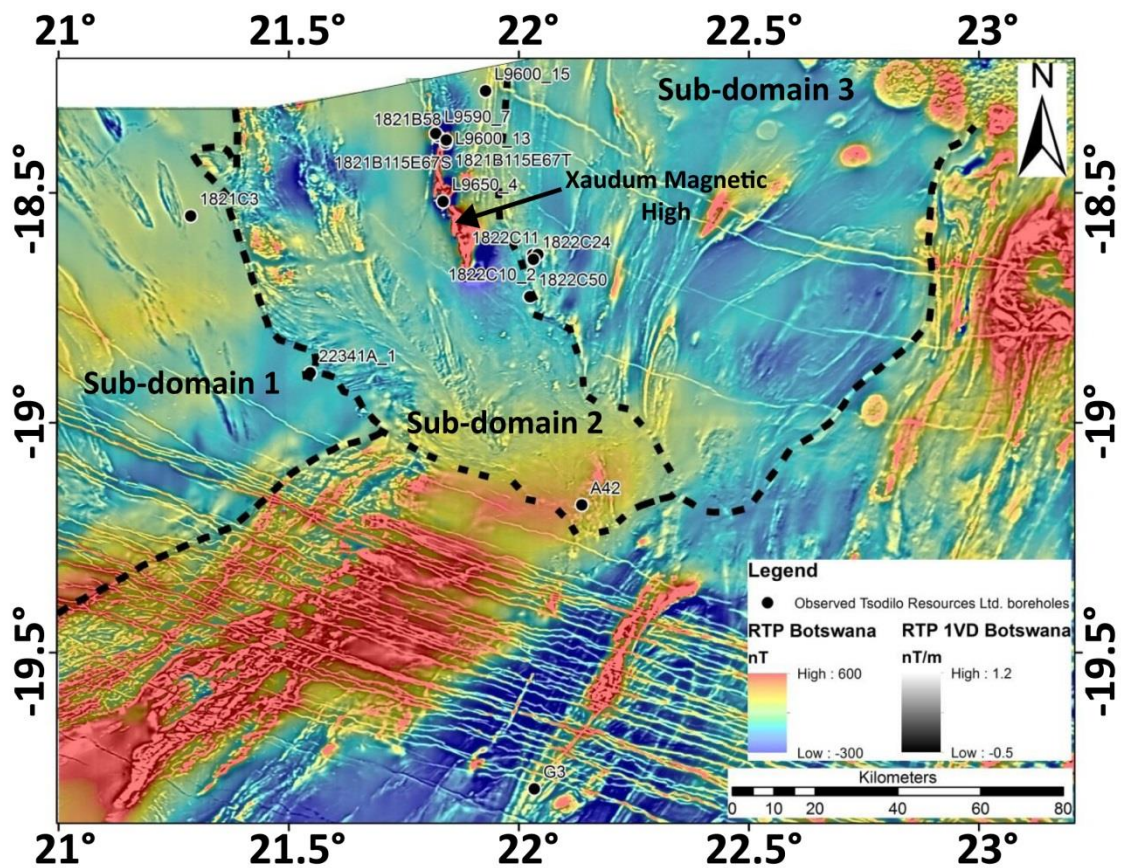 21° 21.5° 22° 22.5° 23°
N
L9600_15
Sub-domain 3
1821B58 L9590_7
L9600_13
1821B115E67S 1821B115E67T
-18.5° 1821C3 L9650_4 -18.5°
Xaudum Magnetic
High
1822C11 1822C24
1822C10_2 1822C50
22341A_1
Sub-domain 1
-19° Sub-domain 2 -19°
A42
-19.5° -19.5°
Legend
Observed Tsodilo Resources Ltd. boreholes
RTP Botswana RTP 1VD Botswana
nT nT/m
High : 600 High : 1.2
Low : -300 Low : -0.5
Kilometers
0 5 10 20 40 60 80
G3
21° 21.5° 22° 22.5° 23°